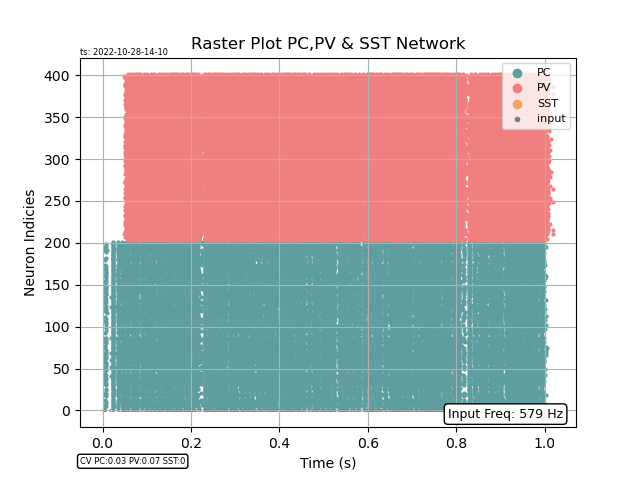 Raster Plot PC,PV & SST Network
ts: 2022-10-28-14-10
PC
PV
SST
input
400
350
300
250
200
150
100
50
0
Neuron Indicies
Input Freq: 579 Hz
0.0 0.2 0.4 0.6 0.8 1.0
Time (s)
CV PC:0.03 PV:0.07 SST:0